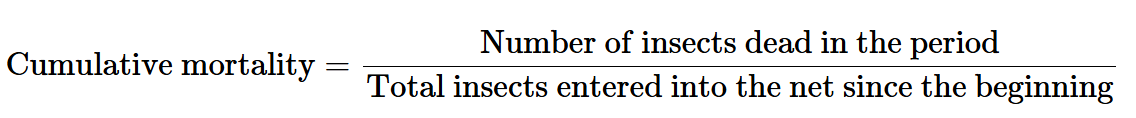 Cumulative mortality = Number of insects dead in the period
Total insects entered into the net since the beginning